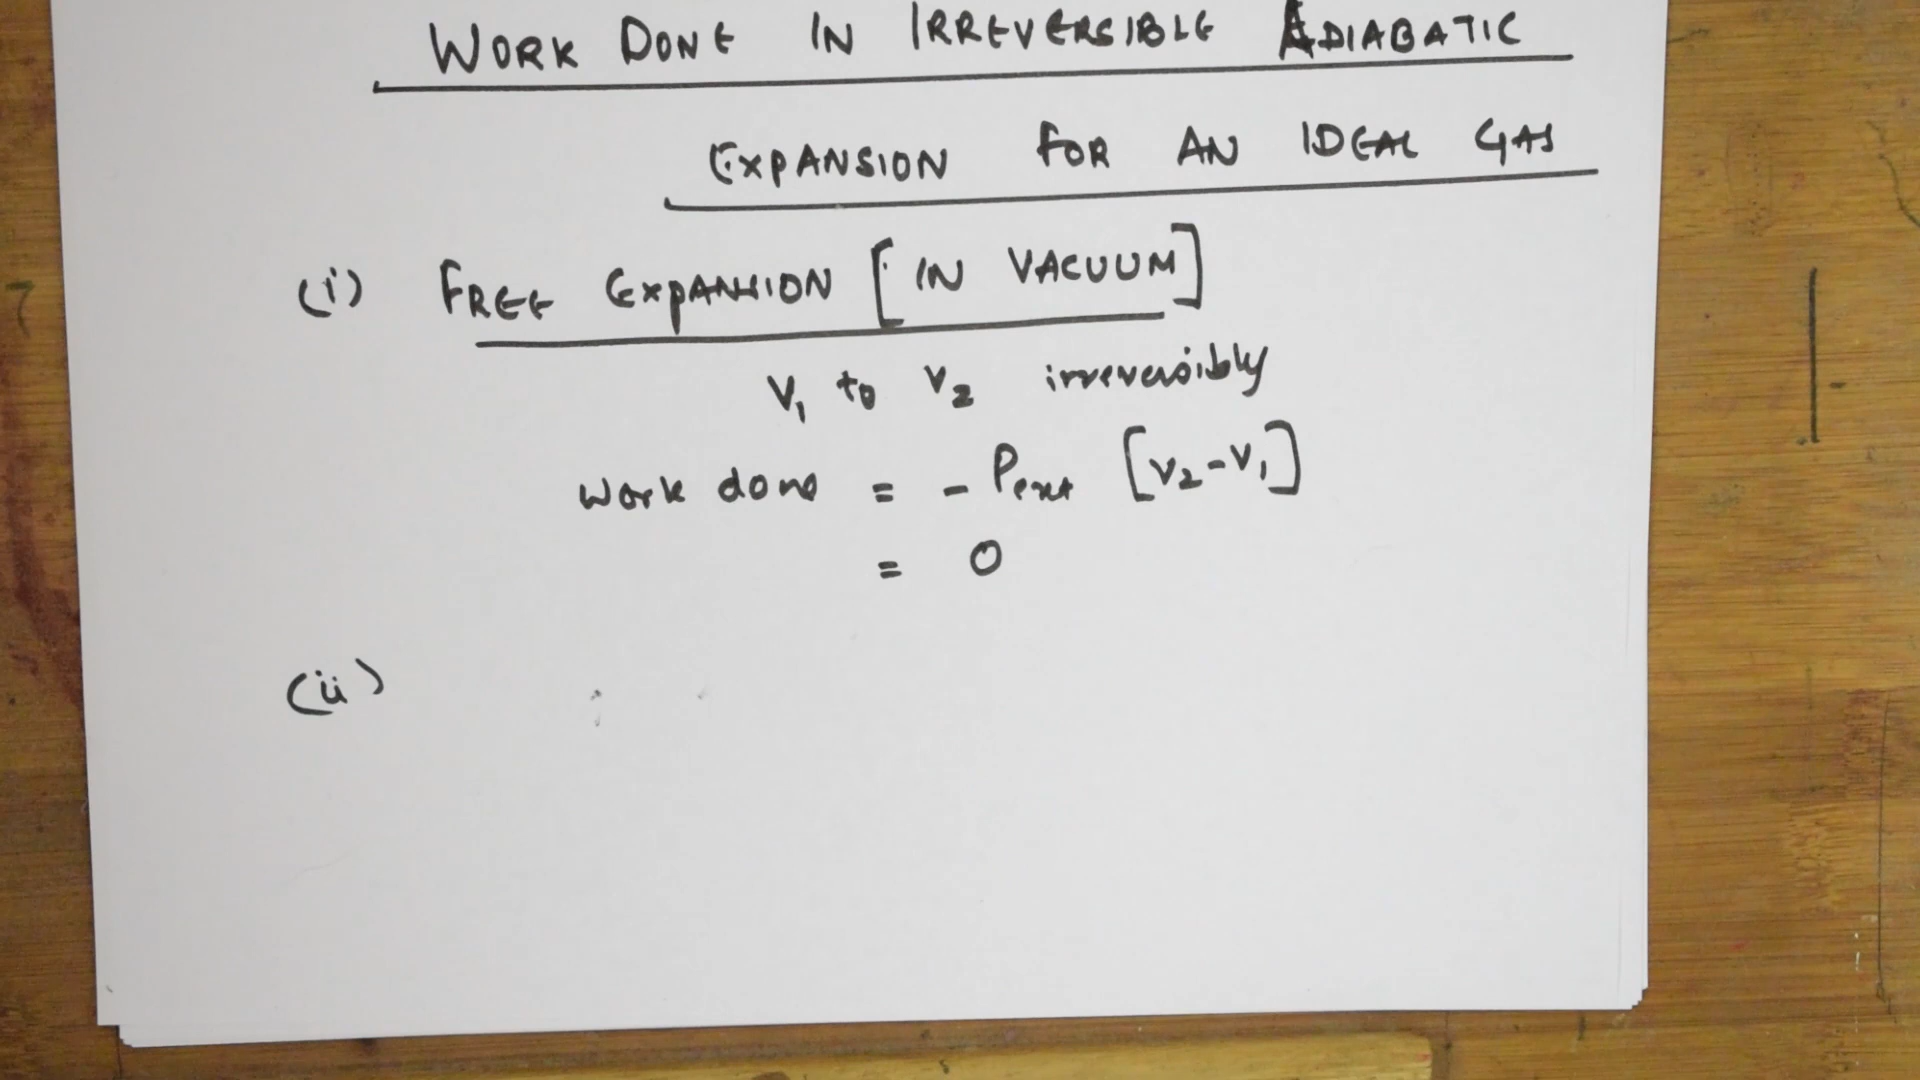 WORK DONE IN IRREVERSIBLE ADIABATIC
EXPANSION FOR AN IDEAL GAS
(i) FREE EXPANSION [IN VACUUM]
V₁ to V₂ irreversibly
Work done = - Pext [V₂-V₁]
= 0
(ii)